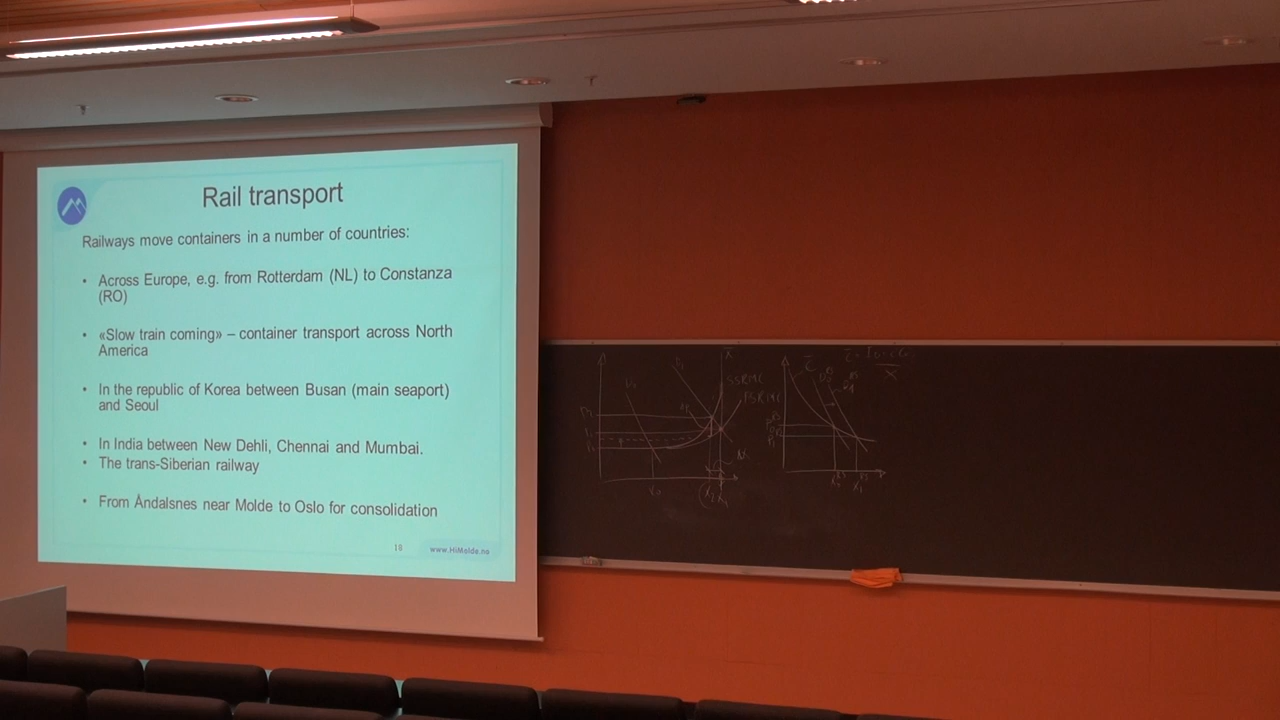 Rail transport
Railways move containers in a number of countries:
• Across Europe, e.g. from Rotterdam (NL) to Constanza
(RO)
• «Slow train coming» – container transport across North
America
• In the republic of Korea between Busan (main seaport)
and Seoul
• In India between New Dehli, Chennai and Mumbai.
• The trans-Siberian railway
• From Åndalsnes near Molde to Oslo for consolidation
18
www.HiMolde.no
SSRMC